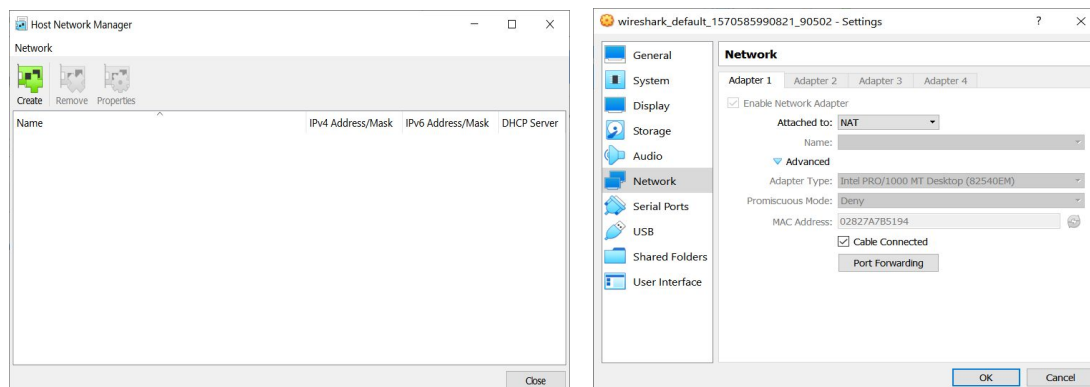 Host Network Manager
Network
Create Remove Properties
Name IPv4 Address/Mask IPv6 Address/Mask DHCP Server
Close
wireshark_default_1570585990821_90502 - Settings
General
System
Display
Storage
Audio
Network
Serial Ports
USB
Shared Folders
User Interface
Network
Adapter 1 Adapter 2 Adapter 3 Adapter 4
Enable Network Adapter
Attached to: NAT
Name:
Advanced
Adapter Type: Intel PRO/1000 MT Desktop (82540EM)
Promiscuous Mode: Deny
MAC Address: 02827A7B5194
Cable Connected
Port Forwarding
OK Cancel